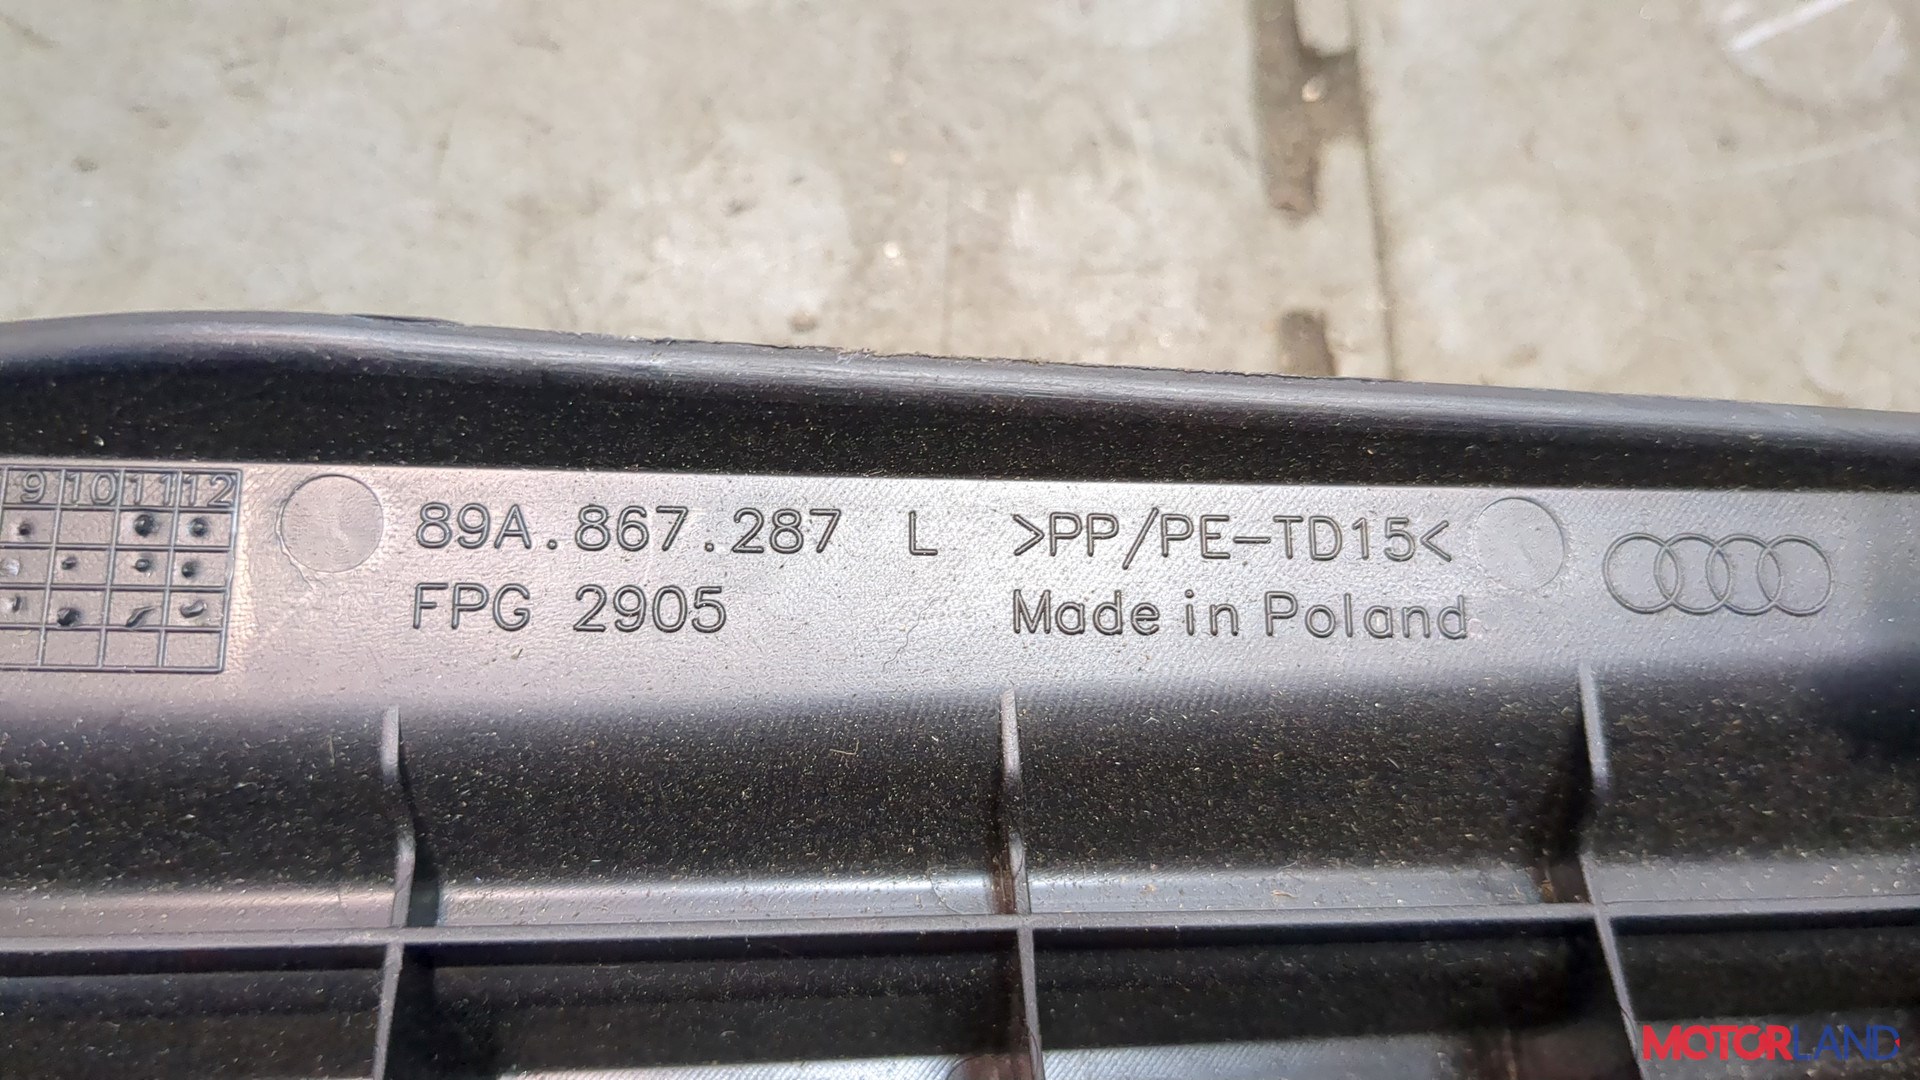 9 10 11 12
89A.867.287 L >PP/PE-TD15<
FPG 2905 Made in Poland
MOTORLAND